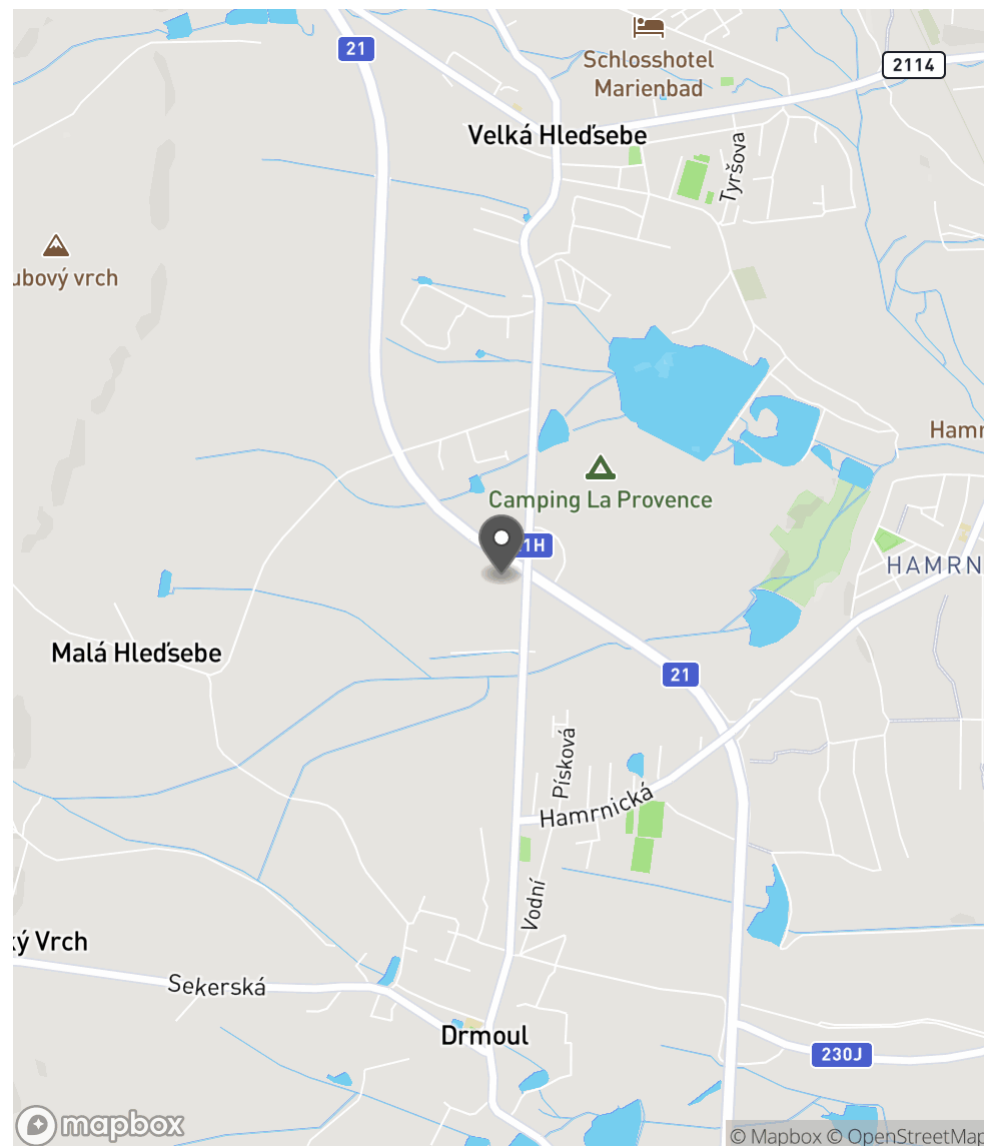 21
2114
Schlosshotel
Marienbad
Velká Hleďsebe
Tyršova
ubový vrch
Hamr
Camping La Provence
1H
HAMRN
Malá Hleďsebe
21
Písková
Hamrnická
Vodní
ký Vrch
Sekerská
Drmoul
230J
mapbox
© Mapbox © OpenStreetMap